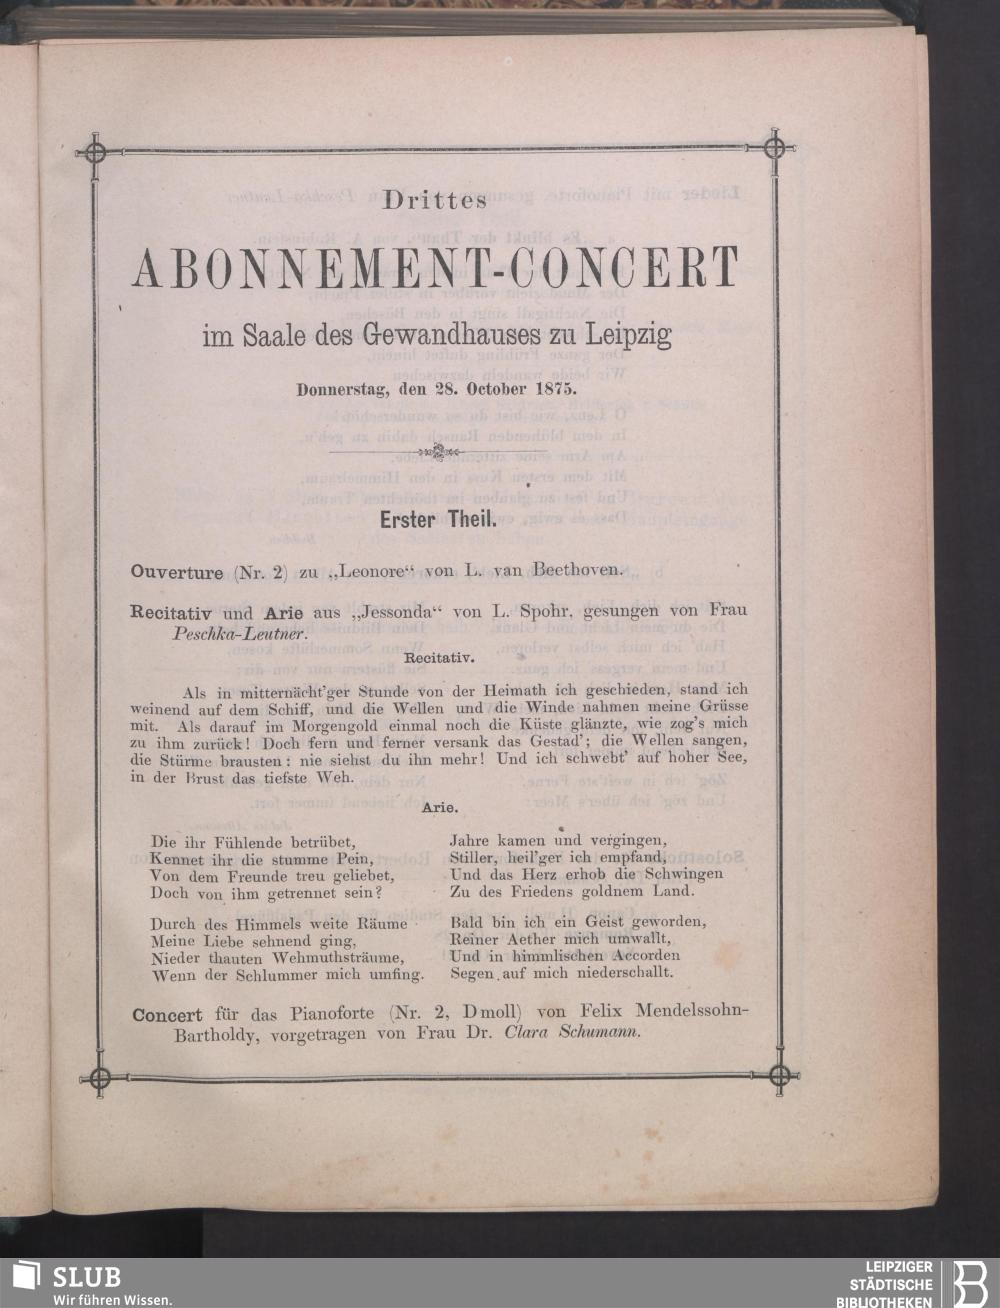 Drittes
ABONNEMENT-CONCERT
im Saale des Gewandhauses zu Leipzig
Donnerstag, den 28. October 1875.
Erster Theil.
Ouverture (Nr. 2) zu „Leonore“ von L. van Beethoven.
Recitativ und Arie aus „Jessonda“ von L. Spohr, gesungen von Frau
Peschka-Leutner.
Recitativ.
Als in mitternächt'ger Stunde von der Heimath ich geschieden, stand ich
weinend auf dem Schiff, und die Wellen und die Winde nahmen meine Grüsse
mit. Als darauf im Morgengold einmal noch die Küste glänzte, wie zog's mich
zu ihm zurück! Doch fern und ferner versank das Gestad'; die Wellen sangen,
die Stürme brausten: nie siehst du ihn mehr! Und ich schwebt' auf hoher See,
in der Brust das tiefste Weh.
Arie.
Die ihr Fühlende betrübet,
Kennet ihr die stumme Pein,
Von dem Freunde treu geliebet,
Doch von ihm getrennet sein?
Durch des Himmels weite Räume
Meine Liebe sehnend ging,
Nieder thauten Wehmuthsträume,
Wenn der Schlummer mich umfing.
Jahre kamen und vergingen,
Stiller, heil'ger ich empfand,
Und das Herz erhob die Schwingen
Zu des Friedens goldnem Land.
Bald bin ich ein Geist geworden,
Reiner Aether mich umwallt,
Und in himmlischen Accorden
Segen auf mich niederschallt.
Concert für das Pianoforte (Nr. 2, Dmoll) von Felix Mendelssohn-
Bartholdy, vorgetragen von Frau Dr. Clara Schumann.
SLUB
Wir führen Wissen.
LEIPZIGER
STÄDTISCHE
BIBLIOTHEKEN